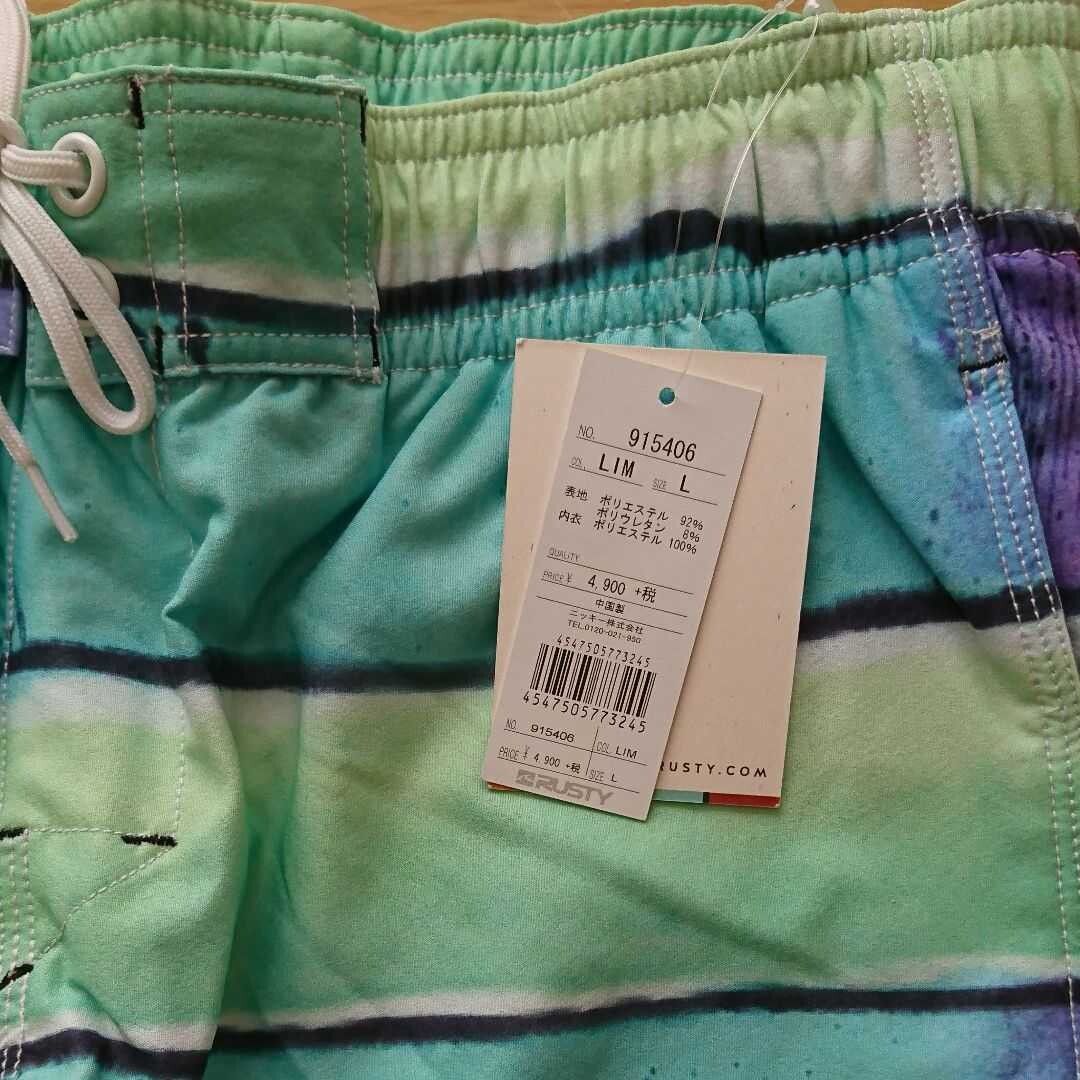 NO. 915406
COL. LIM SIZE L
表地 ポリエステル 92%
ポリウレタン 8%
内衣 ポリエステル 100%
QUALITY
PRICE ¥ 4,900 +税
中国製
ニッキー株式会社
TEL.0120-021-950
4547505773245
4547505773245
NO. 915406 COL. LIM
PRICE ¥ 4,900 +税 SIZE L
RUSTY
RUSTY.COM